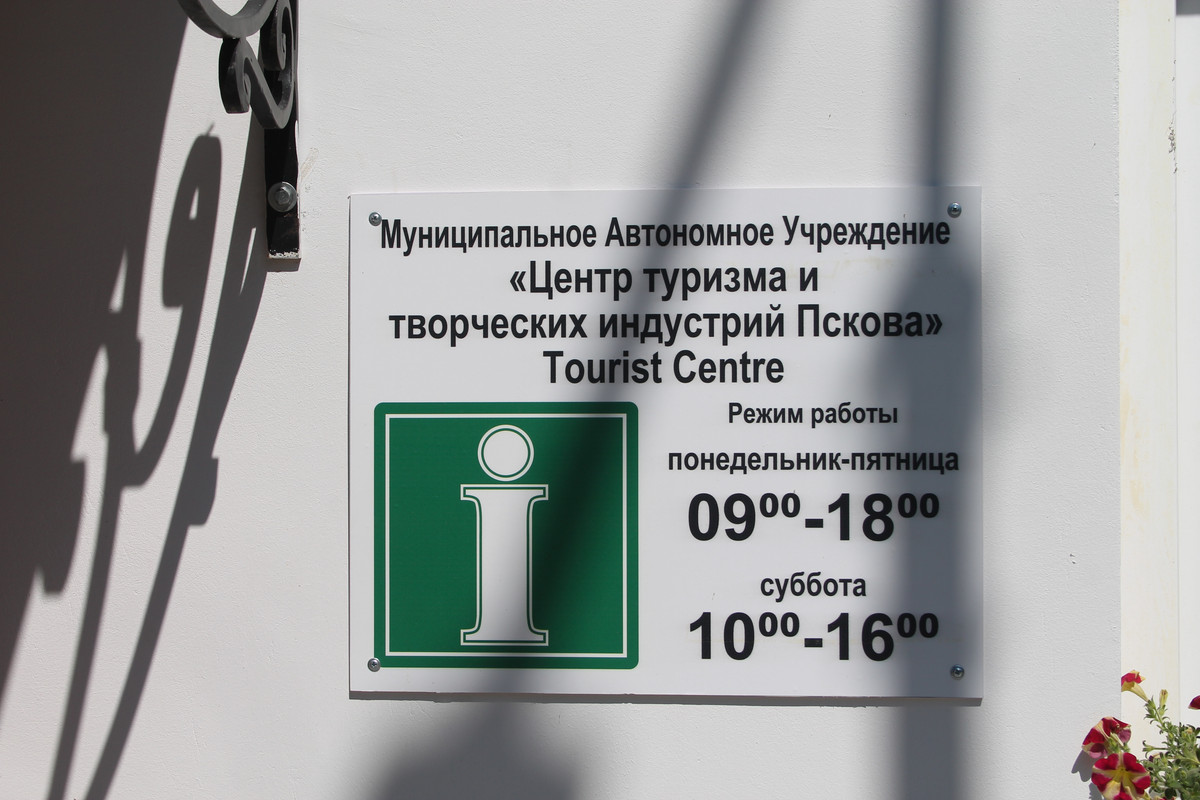 Муниципальное Автономное Учреждение
«Центр туризма и
творческих индустрий Пскова»
Tourist Centre
i
Режим работы
понедельник-пятница
09⁰⁰-18⁰⁰
суббота
10⁰⁰-16⁰⁰